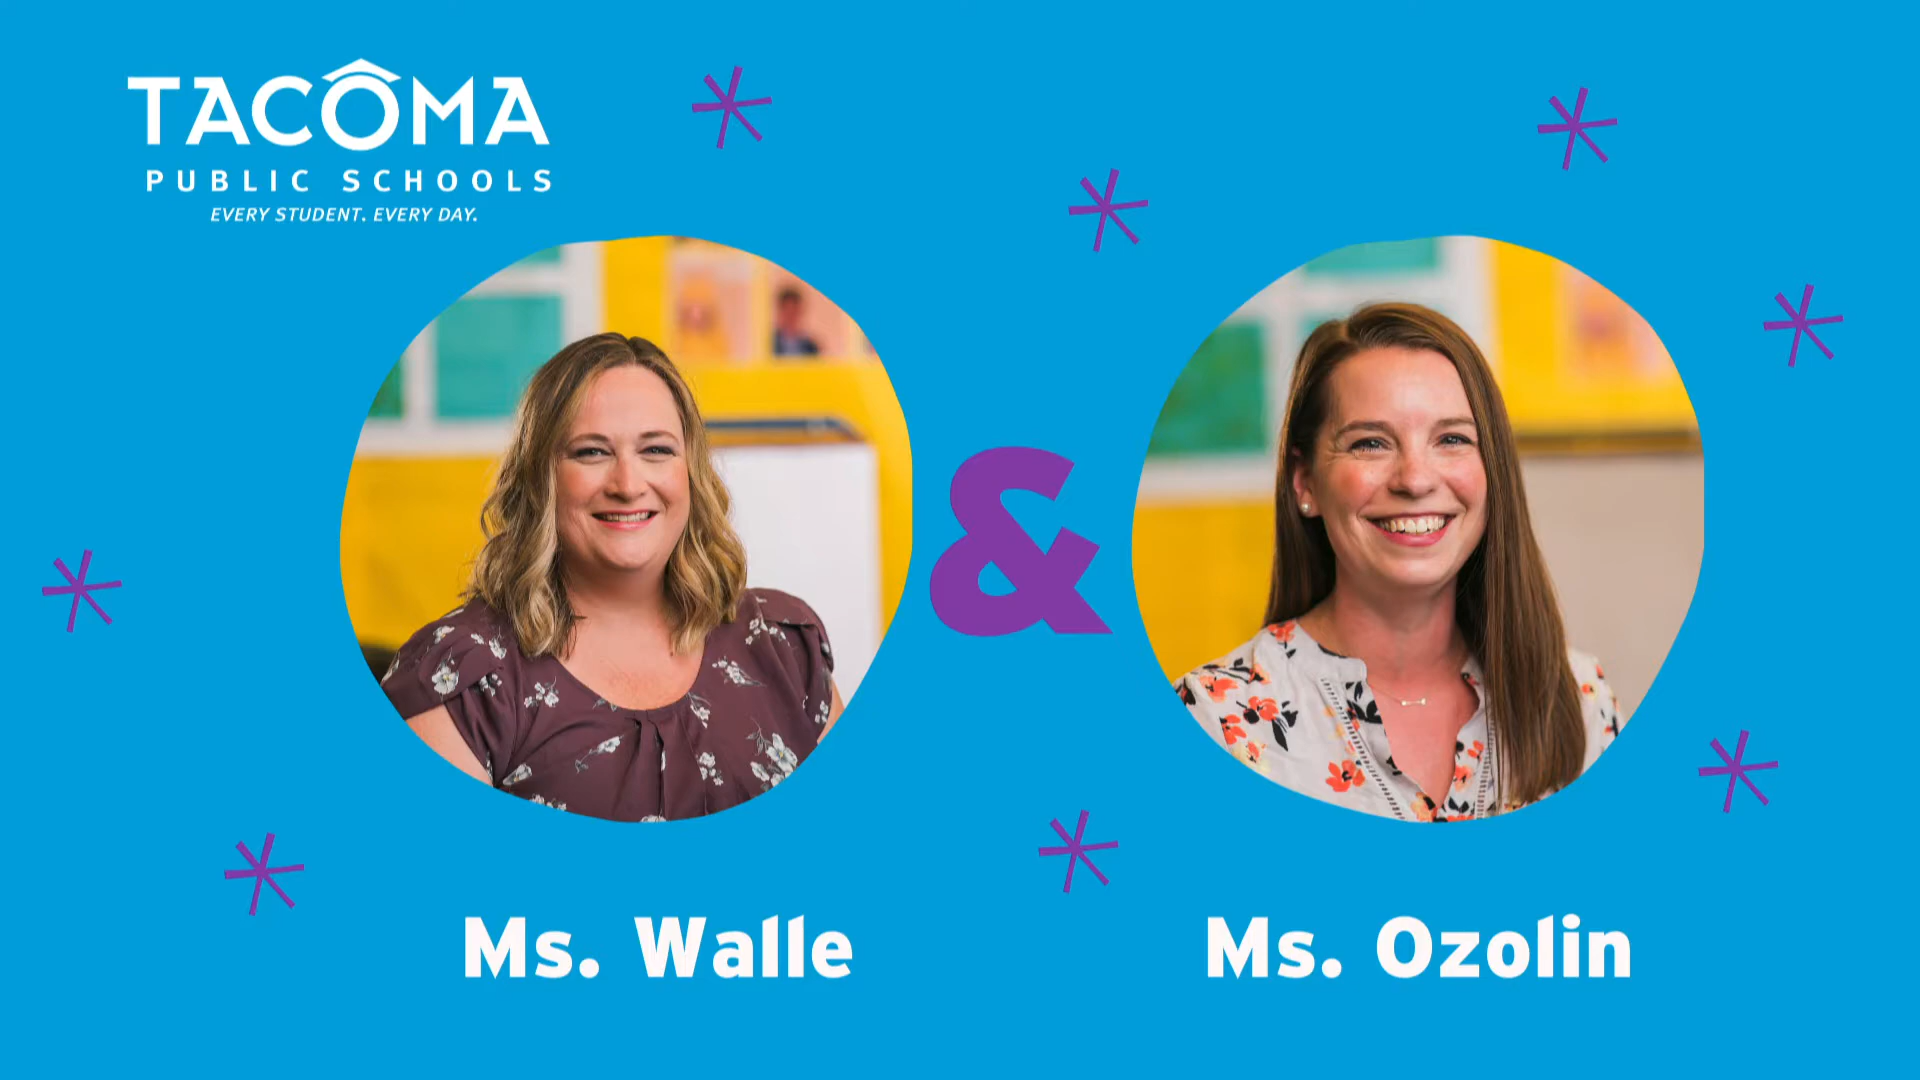 TACOMA
PUBLIC SCHOOLS
EVERY STUDENT. EVERY DAY.
&
Ms. Walle
Ms. Ozolin